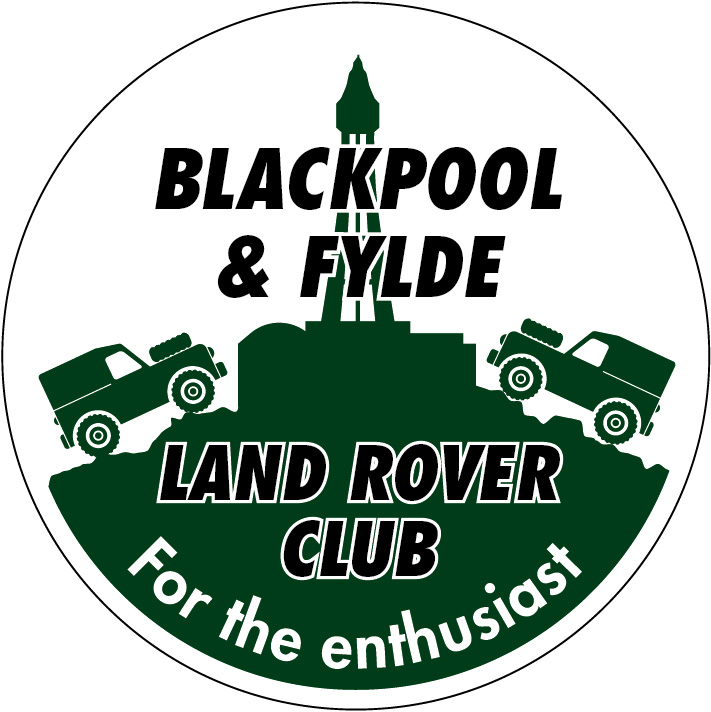 BLACKPOOL
& FYLDE
LAND ROVER
CLUB
For the enthusiast